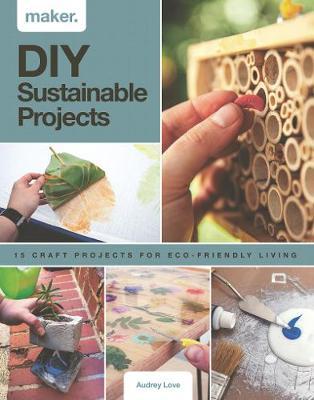 maker.
DIY
Sustainable
Projects
15 CRAFT PROJECTS FOR ECO-FRIENDLY LIVING
Audrey Love